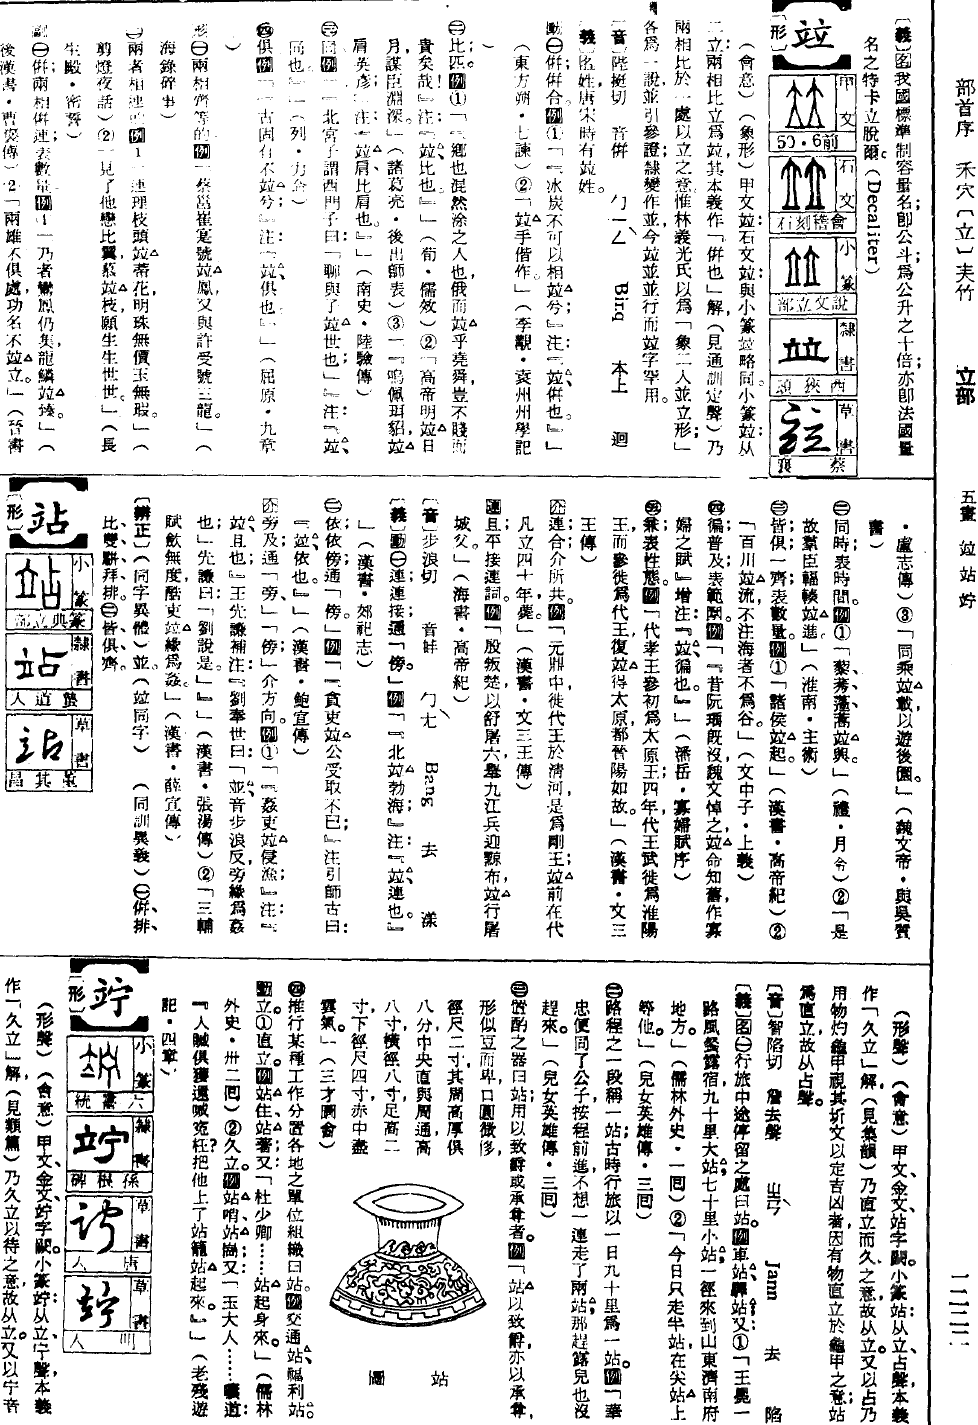 部首序　禾穴〔立〕夫竹　立部　五畫　竝站竚　一二二二
〔義〕名我國標準制容量名卽公斗爲公升之十倍亦卽法國量
名之特卡立脫爾。(Decaliter)
竝
〔形〕
甲文　50·6前
石文　會稽刻石
小篆　說文立部
隸書　西狹頌
草書　蔡襄
(會意)(象形)甲文竝石文竝與小篆竝略同。小篆竝从
二立兩相比立爲竝其本義作「倂也」解(見通訓定聲)乃
兩相比於一處以立之意惟林義光氏以爲「象二人並立形」
各爲一說並引參證隸變作並今竝並並行而竝字罕用。
〔音〕陛挺切　音倂　ㄅㄧㄥˋ　Bing　本上　迥
〔義〕名姓唐宋時有竝姓。
動㊀倂倂合。例①「『冰炭不可以相竝兮』注:『竝倂也。』」
(東方朔·七諫)②「竝手偕作。」(李覯·袁州州學記
)
㊁比匹。例①「『鄉也混然涂之人也俄而竝乎堯舜豈不賤而
貴矣哉!』注:『竝比也。』」(荀·儒效)②「高帝明竝日
月謀臣淵深。」(諸葛亮·後出師表)③「『嗚佩珥貂竝
肩英彥』注:『竝肩比肩也。』」(南史·陸驗傳)
㊂同例「『北宮子謂西門子曰:「聊與子竝世也」』注:『竝、
同也。』」(列·力命)
㊃俱例「『古固有不竝兮』注:『竝俱也』」(屈原·九章
)
形㊀兩相齊等的例「蔡當崔寔號竝鳳又與許受號三龍。」(
海錄碎事)
㊁兩者相連的例1「連理枝頭竝蒂花明珠無價玉無瑕。」(
剪燈夜話)②「見了他戀比翼慕竝枝願生生世世。」(長
生殿·密誓)
副㊀倂兩相倂連表數量例1「乃者鸞鳳仍集龍鱗竝臻。」(
後漢書·曹褒傳)2「兩雄不俱處功名不竝立。」(晉書
·盧志傳)③「同乘竝載以遊後園。」(魏文帝·與吳質
書)
㊁同時表時間例①「藜莠蓬蒿竝興。」(禮·月令)②「是
故羣臣輻輳竝進」(淮南·主術)
㊂皆俱一齊表數量例①「諸侯竝起。」(漢書·高帝紀)②
「百川竝流不注海者不爲谷。」(文中子·上義)
㊃徧普及表範圍例「『昔阮瑀旣沒魏文悼之竝命知舊作寡
婦之賦』增注:『竝徧也。』」(潘岳·寡婦賦序)
㊄兼表性態例「代孝王參初爲太原王四年代王武徙爲淮陽
王而參徙爲代王復竝得太原都晉陽如故。」(漢書·文三
王傳)
介連合介所共例「元鼎中徙代王於淸河是爲剛王竝前在代
凡立四十年薨。」(漢書·文三王傳)
連且平接連詞例「殷叛楚以舒屠六舉九江兵迎黥布竝行屠
城父。」(漢書·高帝紀)
〔音〕步浪切　ㄅㄤˋ　Bang　去　漾
〔義〕動㊀連連接通「傍。」例「『北竝勃海』注:『竝連也。』
」(漢書·郊祀志)
㊁依依傍通「傍。」例「『貪吏竝公受取不已』注引師古曰:
『竝依也。』」(漢書·鮑宣傳)
介旁及通「旁、」「傍」介方向。例①「『姦吏竝侵漁』注:
竝且也』王先謙補注:『劉奉世曰:「並音步浪反旁緣爲姦
也」先謙曰:「劉說是。」』」(漢書·張湯傳)②「三輔
賦斂無度酷吏竝緣爲姦。」(漢書·薛宣傳)
〔辨正〕(同字異體)並(竝同字)(同訓異義)㊀倂排、
比、雙、駢、拜排。㊁皆俱、齊。
站
〔形〕
小篆　篆典立部
隸書　蟄道人
草書　董其昌
(形聲)(會意)甲文金文站字闕。小篆站从立占聲本義
作「久立」解(見集韻)乃直立而久之意故从立又以占乃
用物灼龜甲視其坼文以定吉凶者因有物直立於龜甲之意站
爲直立故从占聲。
〔音〕智陷切　詹去聲　ㄓㄢˋ　Jann　去　陷
〔義〕名㊀行旅中途停留之處曰站。例車站驛站又①「王冕一
路風餐露宿九十里大站七十里小站一徑來到山東濟南府
地方。」(儒林外史·一回)②「今日只走半站在尖站上
等他。」(兒女英雄傳·三回)
㊁路程之一段稱一站古時行旅以一日九十里爲一站。例「華
忠便同了公子按程前進不想一連走了兩站那趕露兒也沒
趕來。」(兒女英雄傳·三回)
㊂置酌之器曰站用以致爵或承尊者。例「站以致爵亦以承尊,
形似豆而卑口圓微侈,
徑尺二寸其周高厚俱
八分中央直與周通高
八寸橫徑八寸足高二
寸下徑尺四寸赤中畫
雲氣。」(三才圖會)
站圖
㊃推行某種工作分置各地之單位組織曰站。例交通站福利站。
動立。①直立。例站住站著又「杜少卿……站起身來。」(儒林
外史·卅二回)②久立。例站哨站崗又「玉大人……嚷道:
『人贓俱獲還喊寃枉?把他上了站籠站起來。』」(老殘遊
記·四章)
竚
〔形〕
小篆　六書統
隸書　孫根碑
草書　唐人
草書　明人
(形聲)(會意)甲文金文竚字闕。小篆竚从立宁聲本義
作「久立」解(見類篇)乃久立以待之意故从立又以宁音